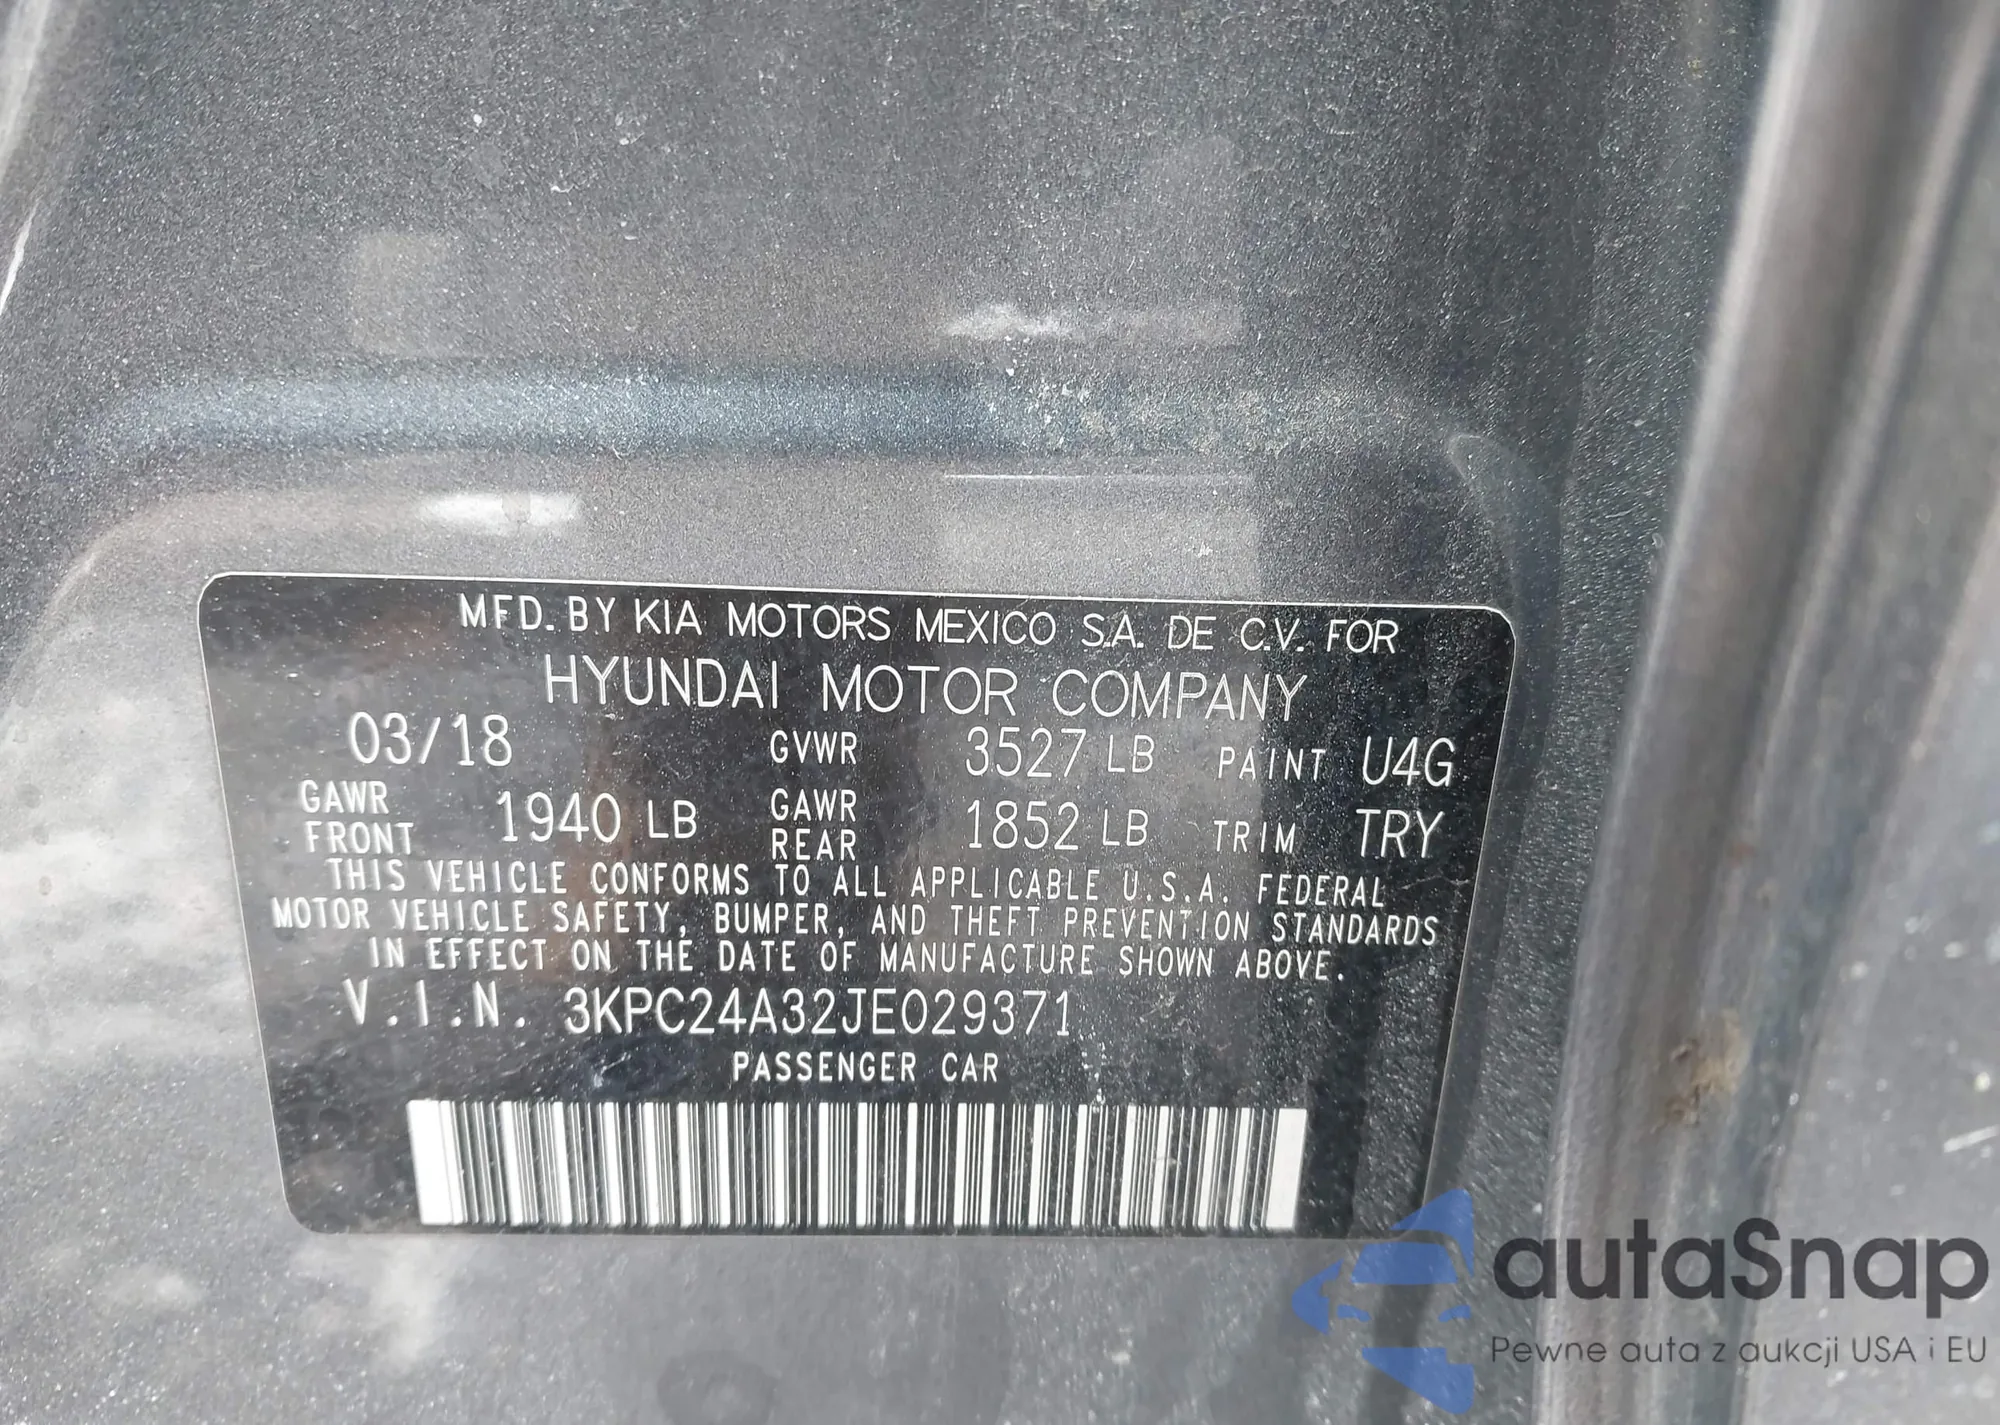 MFD. BY KIA MOTORS MEXICO S.A. DE C.V. FOR
HYUNDAI MOTOR COMPANY
03/18 GVWR 3527 LB PAINT U4G
GAWR FRONT 1940 LB GAWR REAR 1852 LB TRIM TRY
THIS VEHICLE CONFORMS TO ALL APPLICABLE U.S.A. FEDERAL
MOTOR VEHICLE SAFETY, BUMPER, AND THEFT PREVENTION STANDARDS
IN EFFECT ON THE DATE OF MANUFACTURE SHOWN ABOVE.
V.I.N. 3KPC24A32JE029371
PASSENGER CAR
autaSnap
Pewne auta z aukcji USA i EU